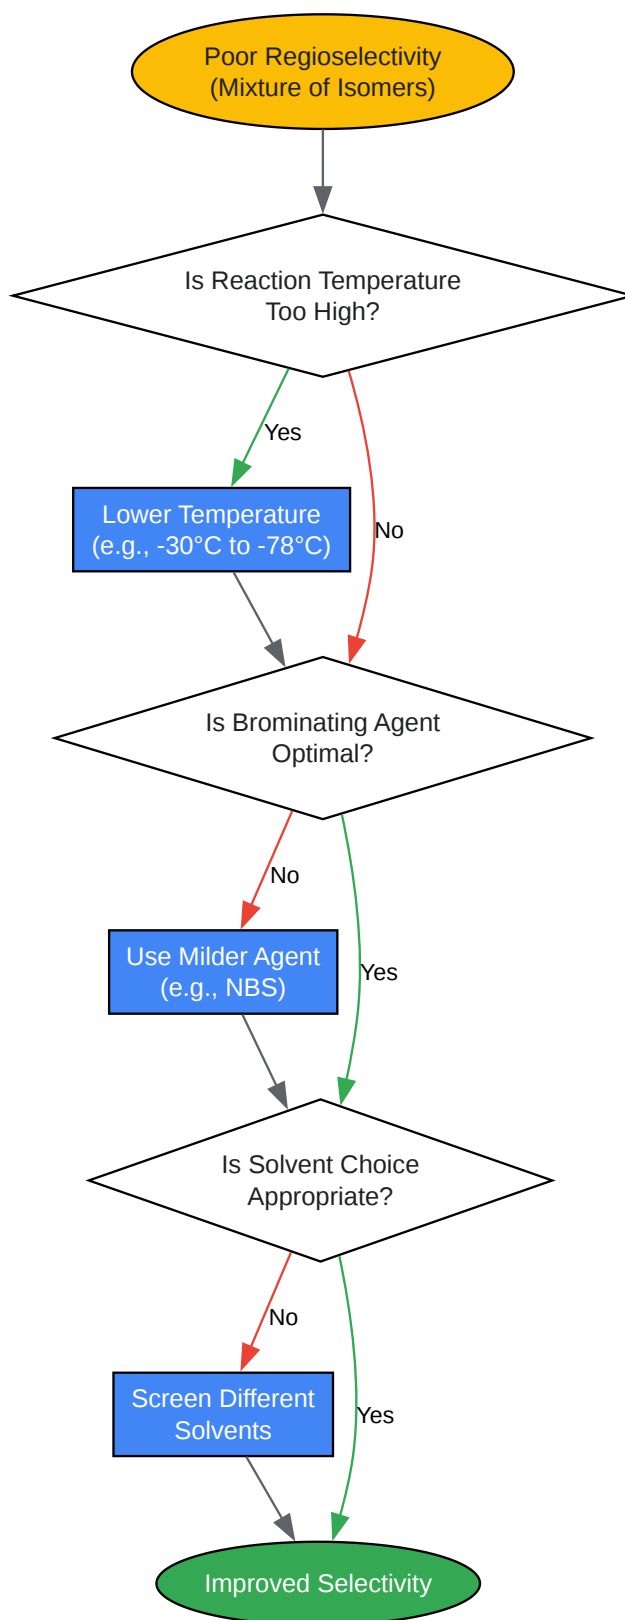 Poor Regioselectivity
(Mixture of Isomers)
Is Reaction Temperature
Too High?
Yes
Lower Temperature
(e.g., -30°C to -78°C)
No
Is Brominating Agent
Optimal?
No
Use Milder Agent
(e.g., NBS)
Yes
Is Solvent Choice
Appropriate?
No
Screen Different
Solvents
Yes
Improved Selectivity